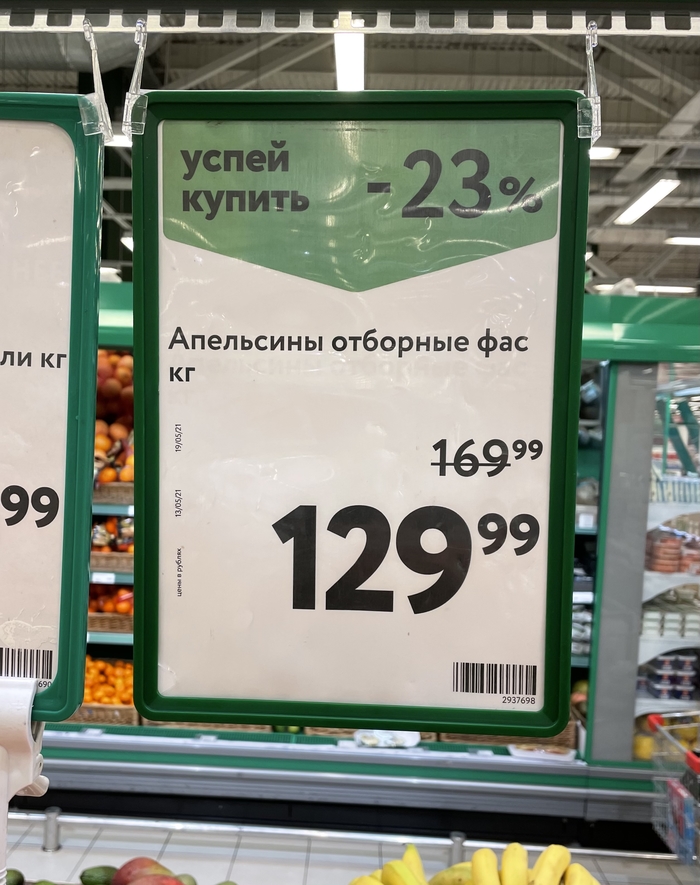 успей
купить
-23%
Апельсины отборные фас
кг
169 99
129 99
19/05/21
13/05/21
цены в рублях
2937698
ли кг
99
690